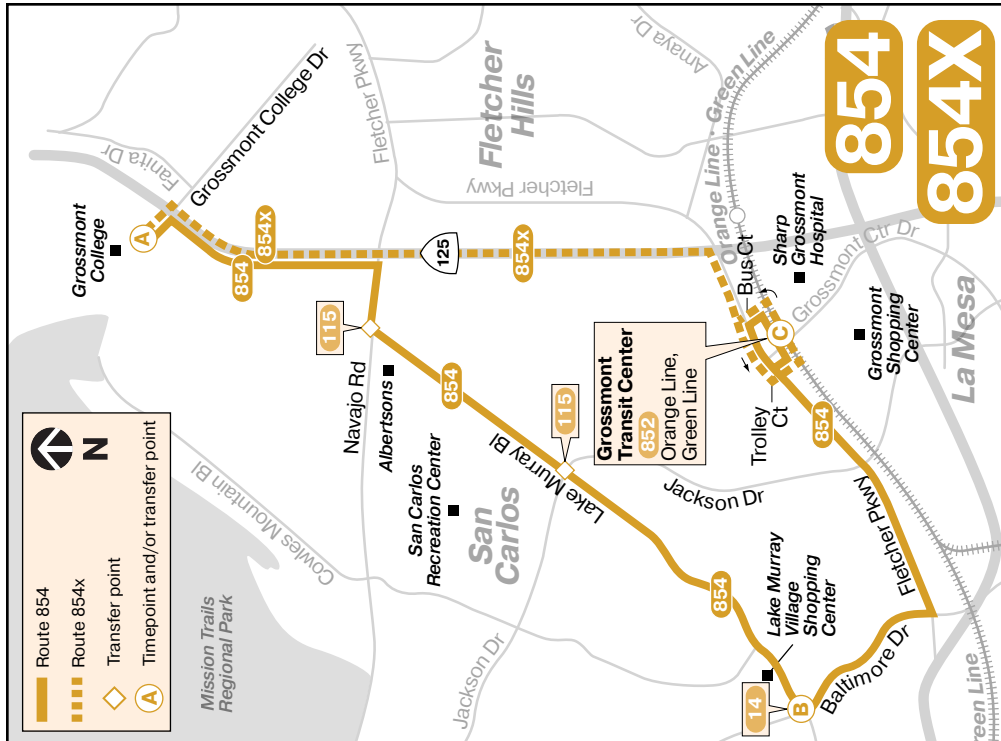 Route 854
Route 854x
Transfer point
A
Timepoint and/or transfer point
N
Mission Trails
Regional Park
Cowles Mountain Bl
Grossmont
College
A
Fanita Dr
Grossmont College Dr
854
854X
Fletcher Pkwy
Fletcher
Hills
Fletcher Pkwy
Amaya Dr
125
854X
115
Navajo Rd
Albertsons
854
San Carlos
Recreation Center
San
Carlos
115
Lake Murray Bl
Jackson Dr
Jackson Dr
Grossmont
Transit Center
852
Orange Line,
Green Line
Orange Line • Green Line
Bus Ct
C
Sharp
Grossmont
Hospital
Grossmont Ctr Dr
Grossmont
Shopping
Center
La Mesa
Trolley
Ct
854
854
Fletcher Pkwy
Lake Murray
Village
Shopping
Center
14
B
Baltimore Dr
reen Line
854
854X